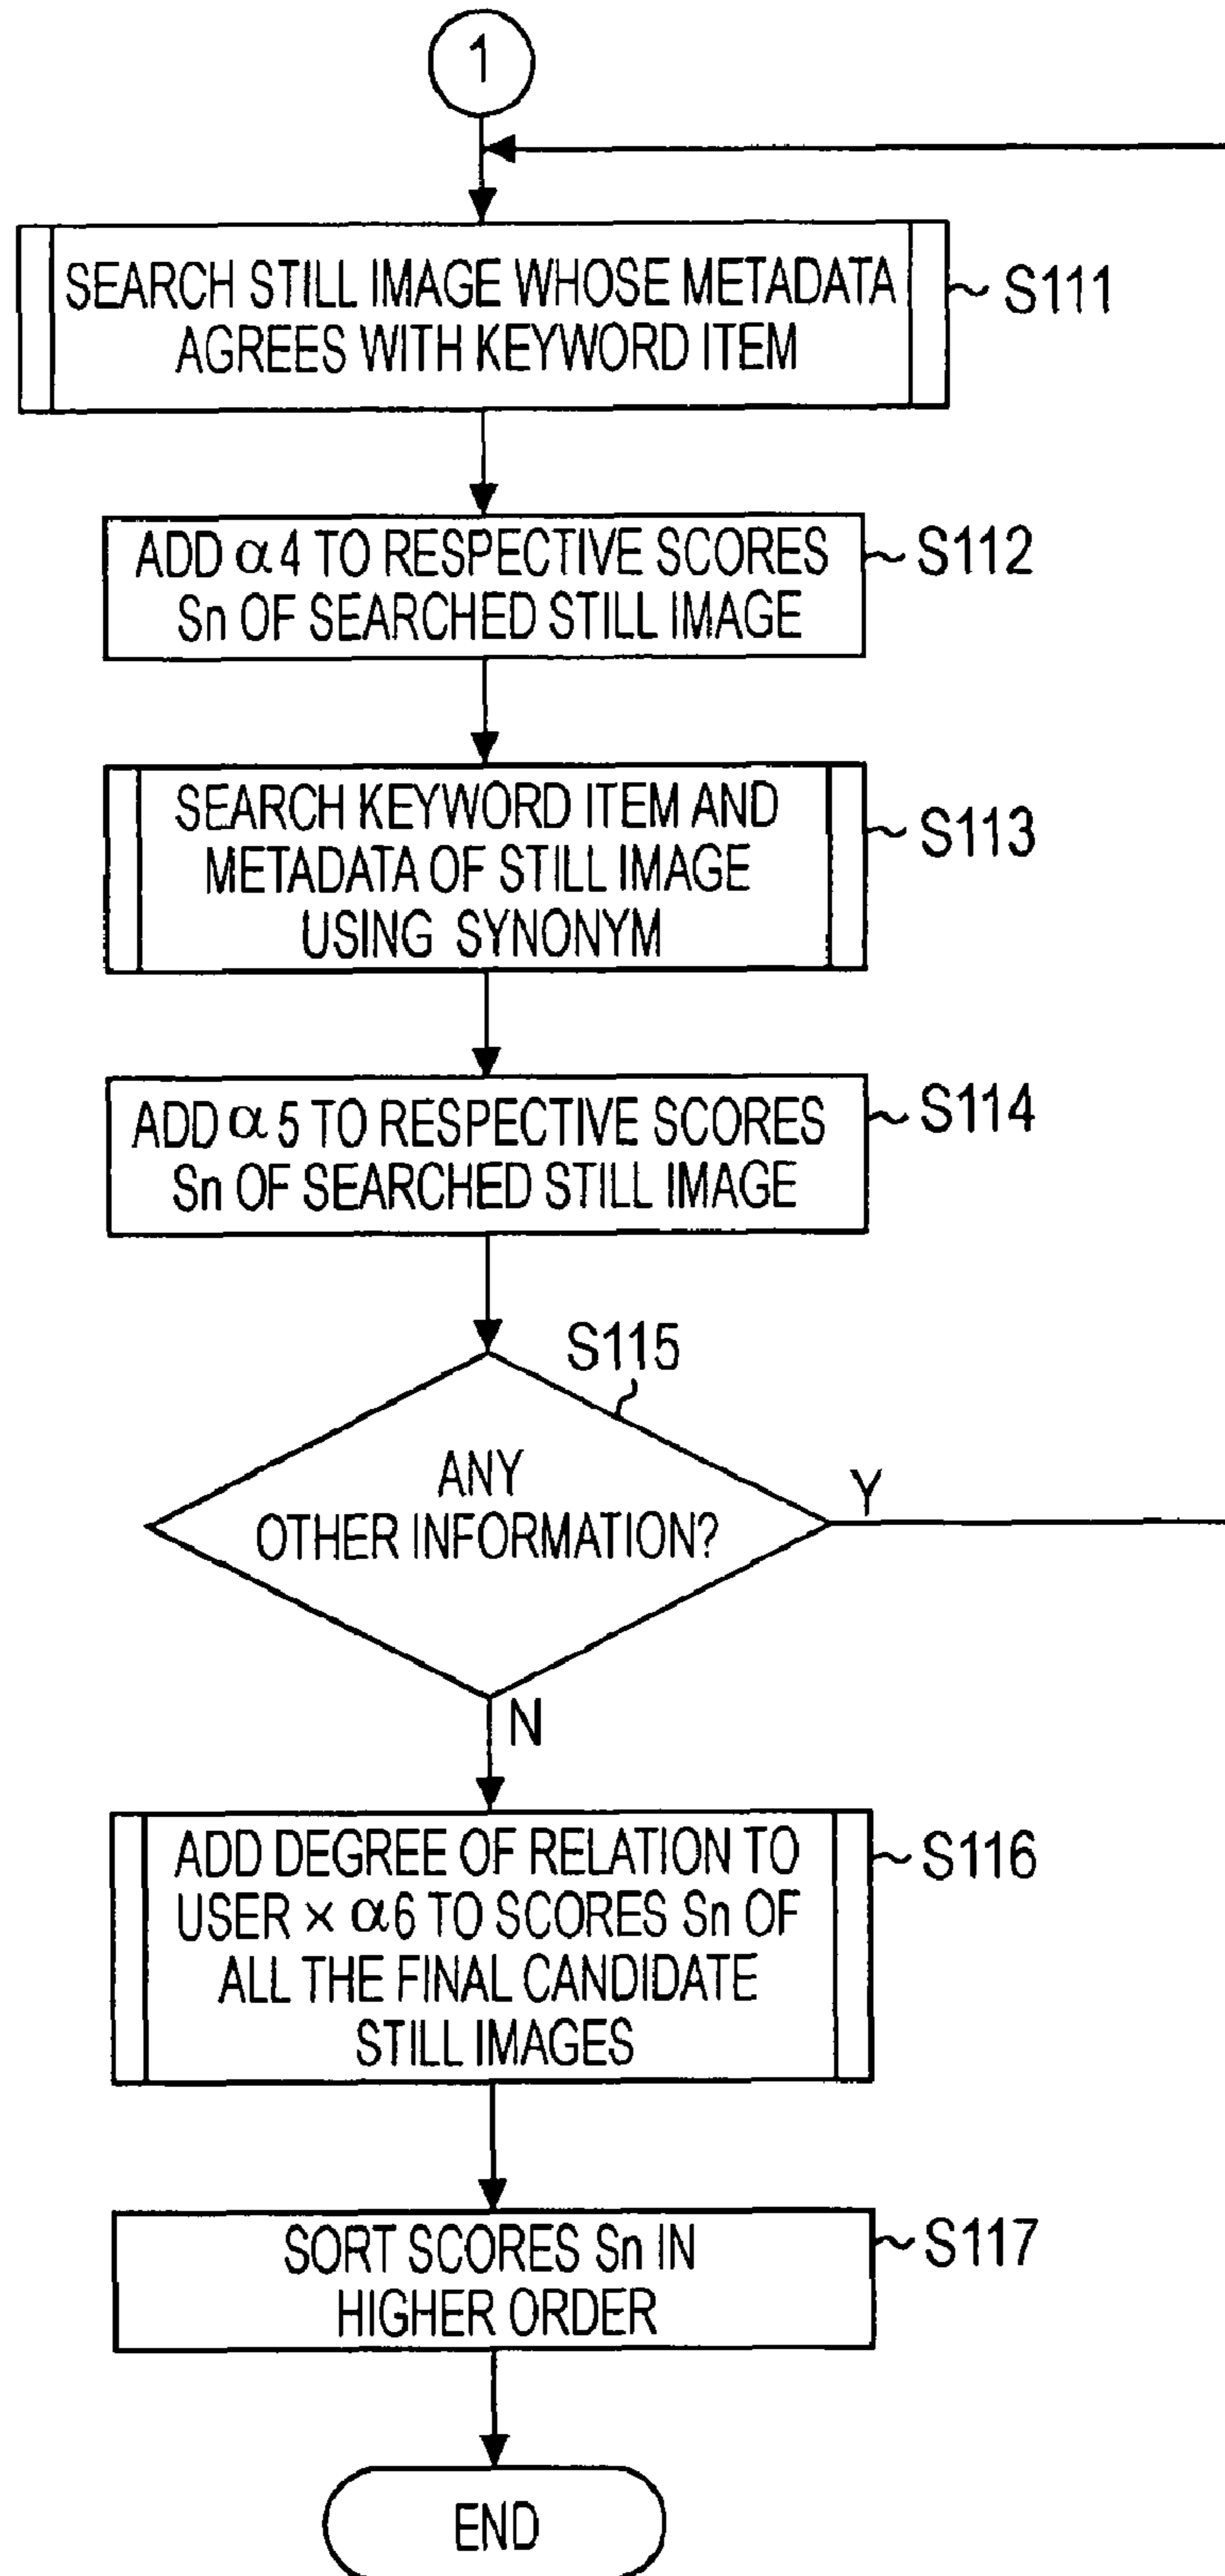 1
SEARCH STILL IMAGE WHOSE METADATA
AGREES WITH KEYWORD ITEM
S111
ADD α4 TO RESPECTIVE SCORES
Sn OF SEARCHED STILL IMAGE
S112
SEARCH KEYWORD ITEM AND
METADATA OF STILL IMAGE
USING SYNONYM
S113
ADD α5 TO RESPECTIVE SCORES
Sn OF SEARCHED STILL IMAGE
S114
S115
ANY
OTHER INFORMATION?
Y
N
ADD DEGREE OF RELATION TO
USER × α6 TO SCORES Sn OF
ALL THE FINAL CANDIDATE
STILL IMAGES
S116
SORT SCORES Sn IN
HIGHER ORDER
S117
END